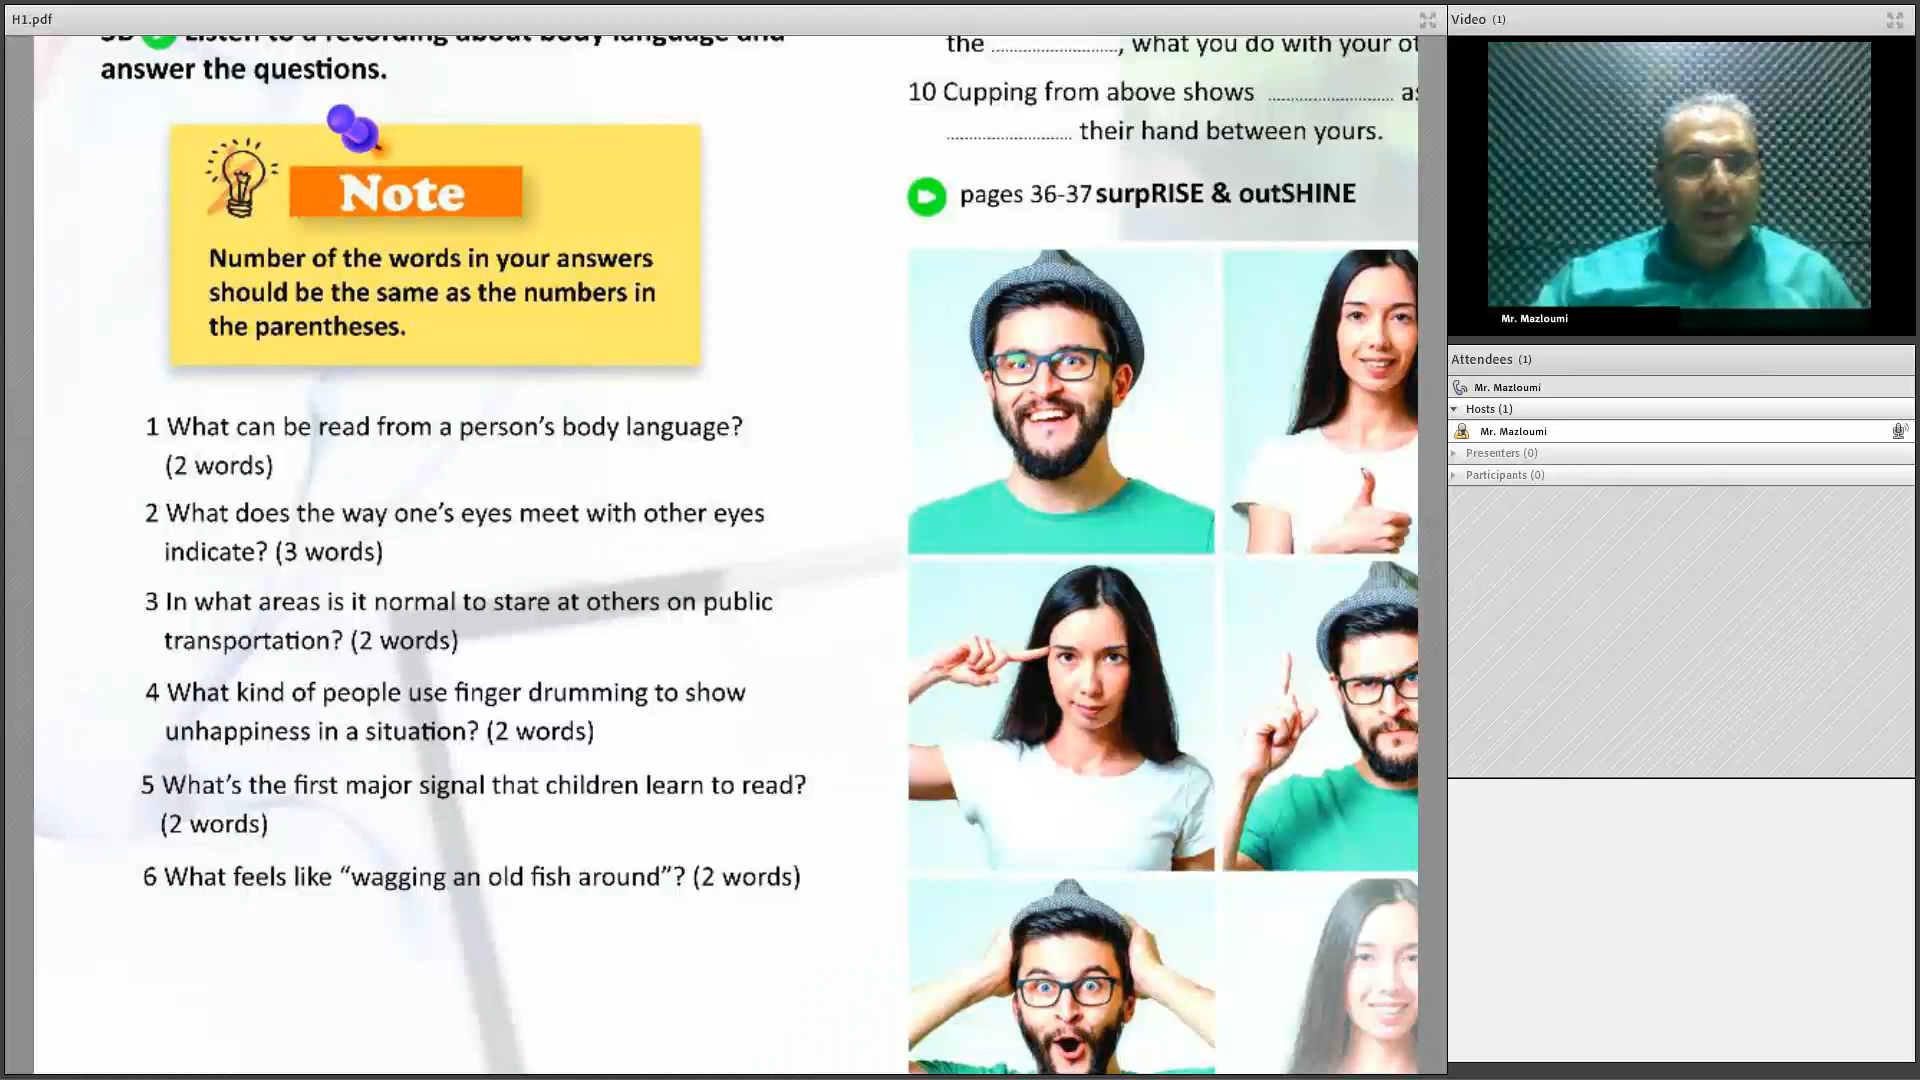 H1.pdf
Listen to a recording about body language and
answer the questions.
Note
Number of the words in your answers
should be the same as the numbers in
the parentheses.
1 What can be read from a person’s body language?
(2 words)
2 What does the way one’s eyes meet with other eyes
indicate? (3 words)
3 In what areas is it normal to stare at others on public
transportation? (2 words)
4 What kind of people use finger drumming to show
unhappiness in a situation? (2 words)
5 What’s the first major signal that children learn to read?
(2 words)
6 What feels like “wagging an old fish around”? (2 words)
the ........................, what you do with your
10 Cupping from above shows ........................
........................ their hand between yours.
pages 36-37 surpRISE & outSHINE
Video (1)
Mr. Mazloumi
Attendees (1)
Mr. Mazloumi
Hosts (1)
Mr. Mazloumi
Presenters (0)
Participants (0)